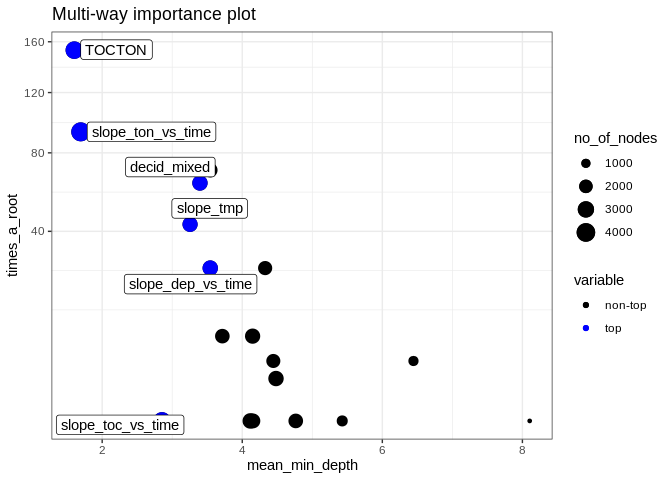 Multi-way importance plot
160
120
80
40
times_a_root
TOCTON
slope_ton_vs_time
decid_mixed
slope_tmp
slope_dep_vs_time
slope_toc_vs_time
2
4
6
8
mean_min_depth
no_of_nodes
1000
2000
3000
4000
variable
non-top
top